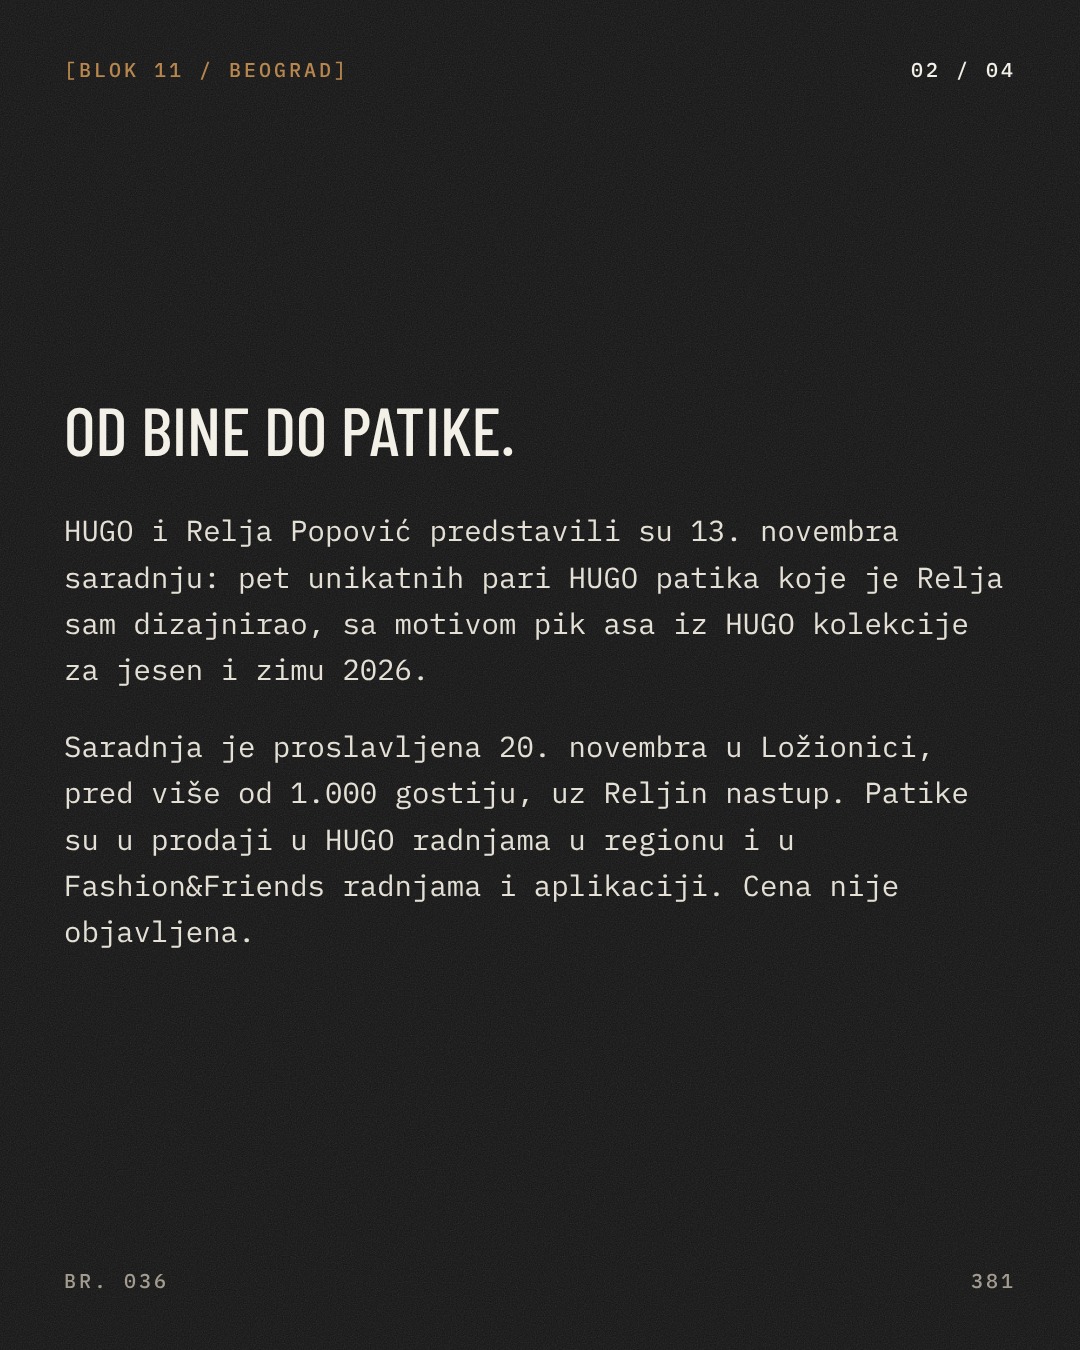 [BLOK 11 / BEOGRAD]
02 / 04
OD BINE DO PATIKE.
HUGO i Relja Popović predstavili su 13. novembra
saradnju: pet unikatnih pari HUGO patika koje je Relja
sam dizajnirao, sa motivom pik asa iz HUGO kolekcije
za jesen i zimu 2026.
Saradnja je proslavljena 20. novembra u Ložionici,
pred više od 1.000 gostiju, uz Reljin nastup. Patike
su u prodaji u HUGO radnjama u regionu i u
Fashion&Friends radnjama i aplikaciji. Cena nije
objavljena.
BR. 036
381